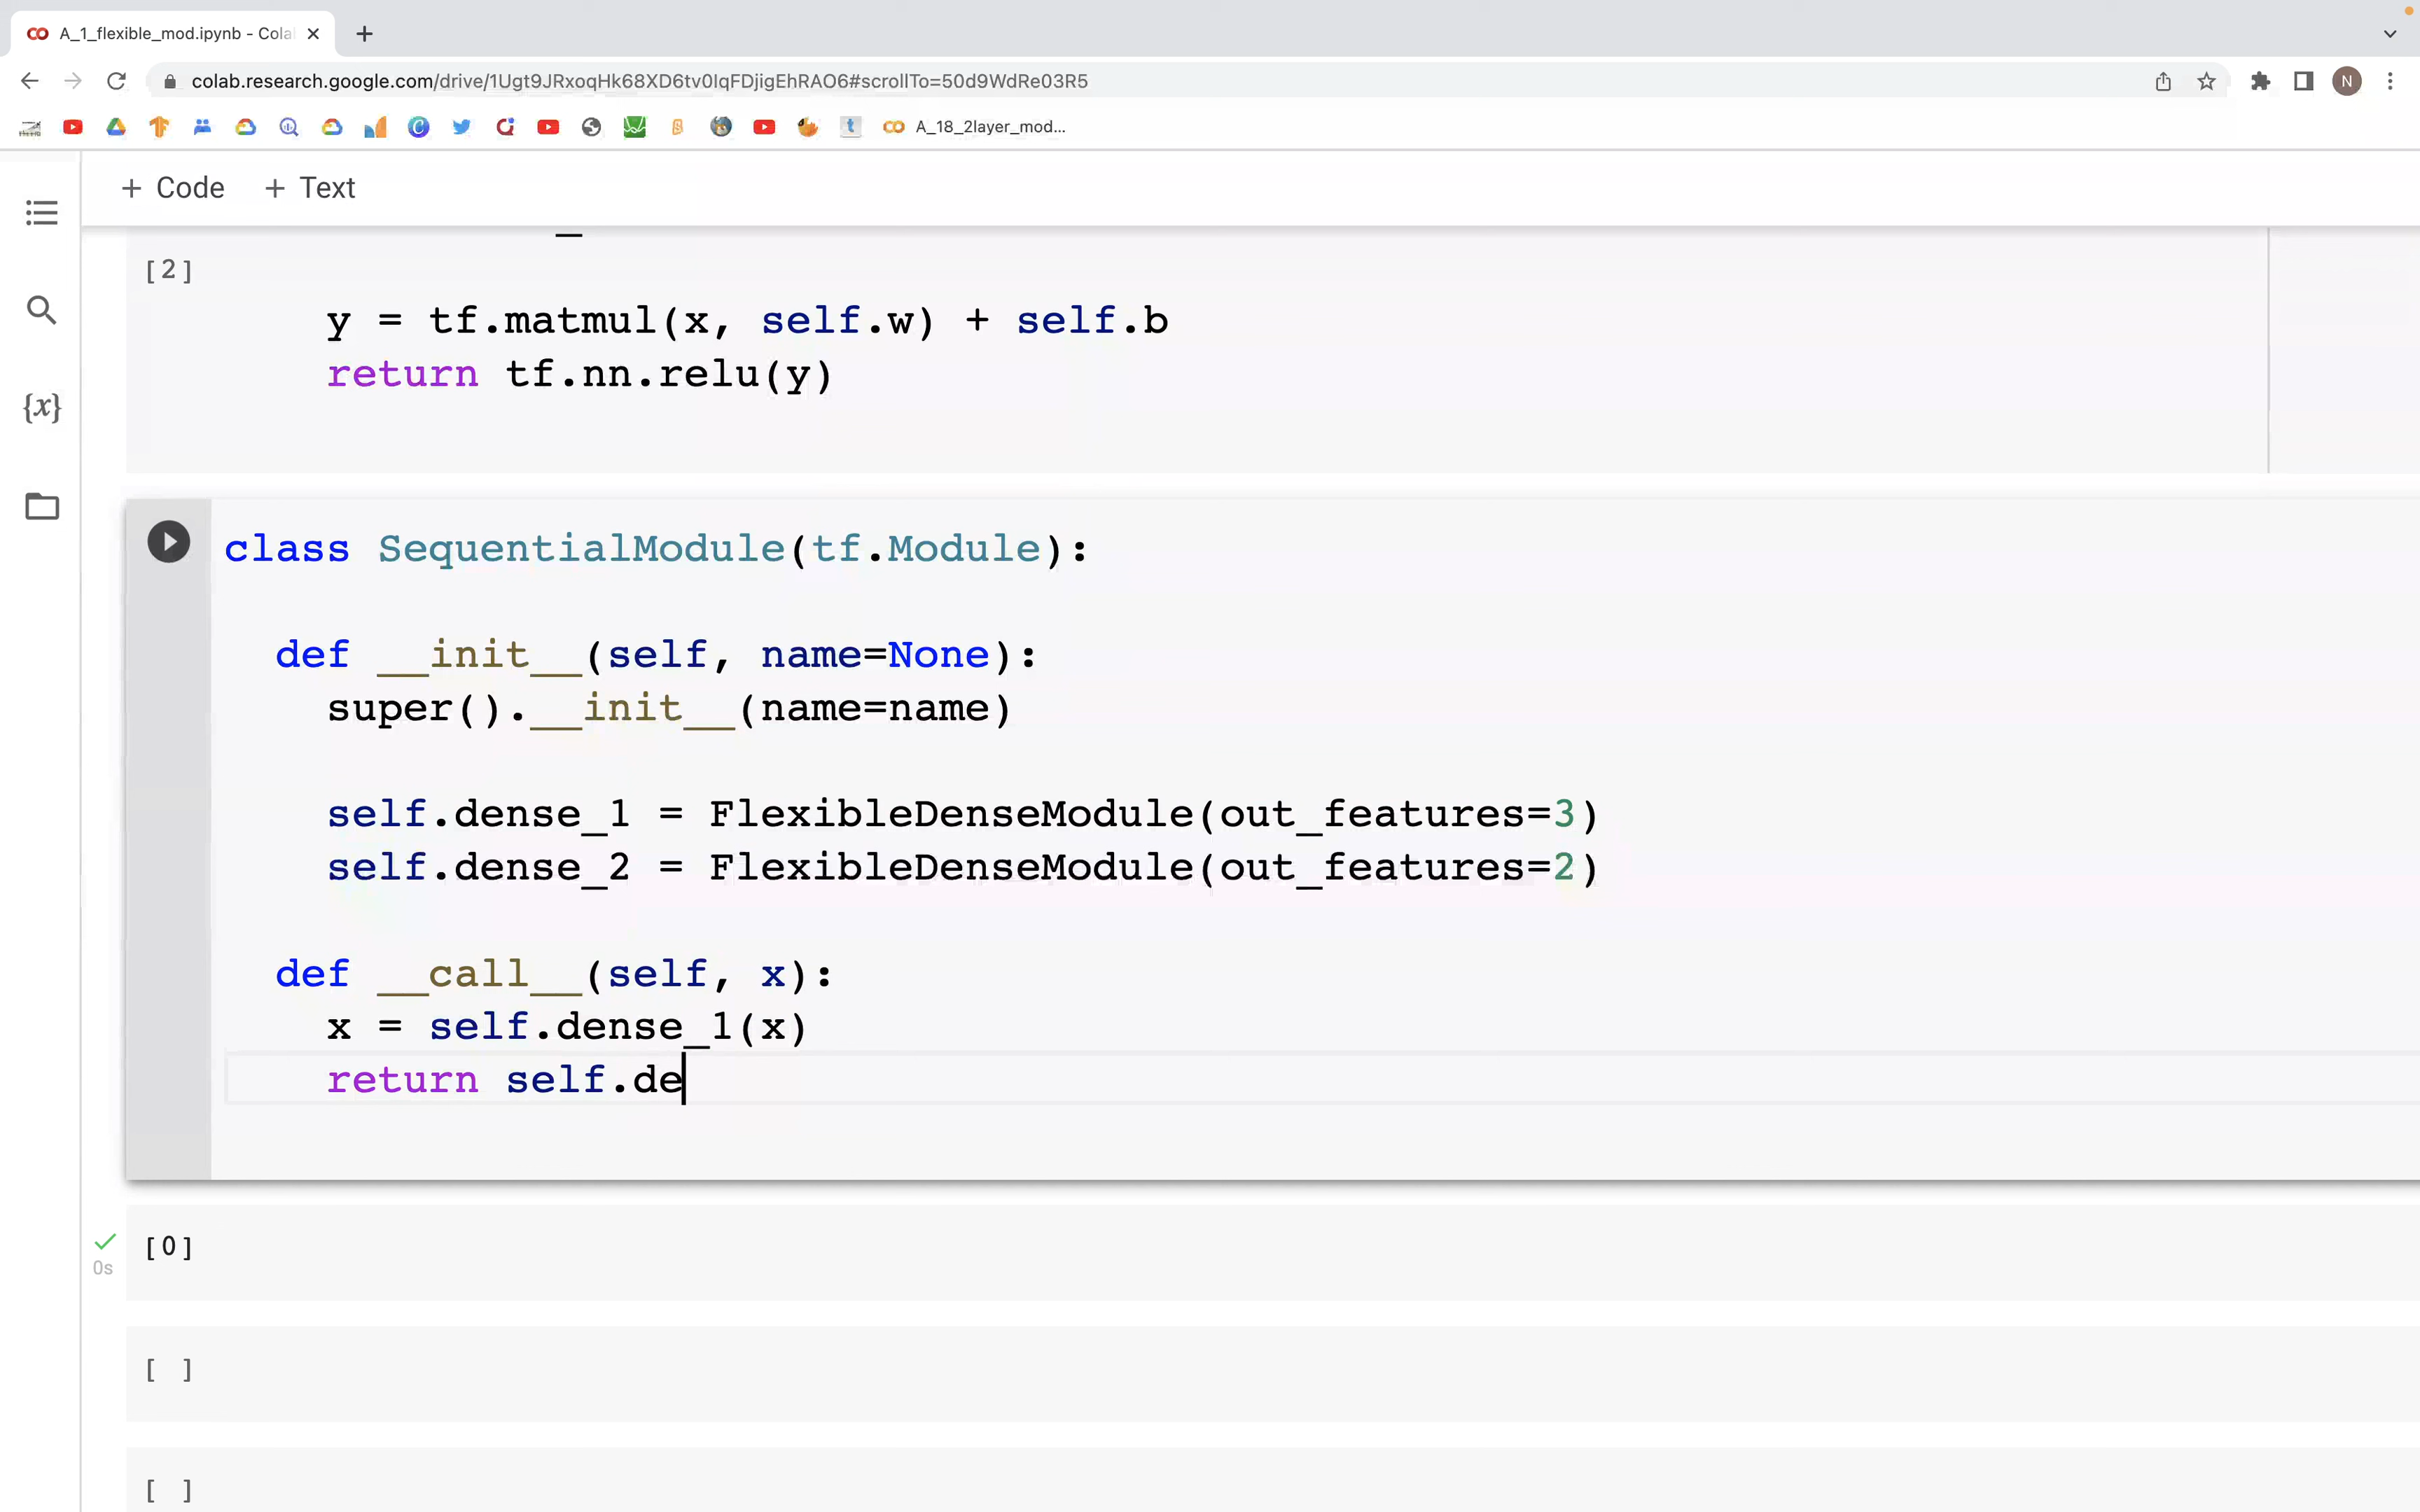 A_1_flexible_mod.ipynb - Cola
colab.research.google.com/drive/1Ugt9JRxoqHk68XD6tv0IqFDjigEhRAO6#scrollTo=50d9WdRe03R5
N
A_18_2layer_mod...
+ Code + Text
[2]
y = tf.matmul(x, self.w) + self.b
return tf.nn.relu(y)
{x}
class SequentialModule(tf.Module):
def __init__(self, name=None):
super().__init__(name=name)
self.dense_1 = FlexibleDenseModule(out_features=3)
self.dense_2 = FlexibleDenseModule(out_features=2)
def __call__(self, x):
x = self.dense_1(x)
return self.de
[0]
0s
[ ]
[ ]